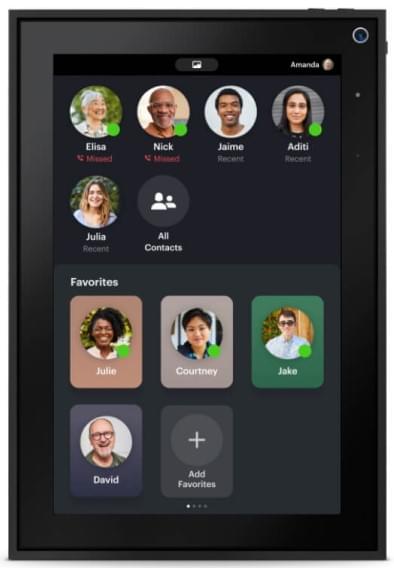 Amanda
Elisa
Missed
Nick
Missed
Jaime
Recent
Aditi
Recent
Julia
Recent
All
Contacts
Favorites
Julie
Courtney
Jake
David
Add
Favorites